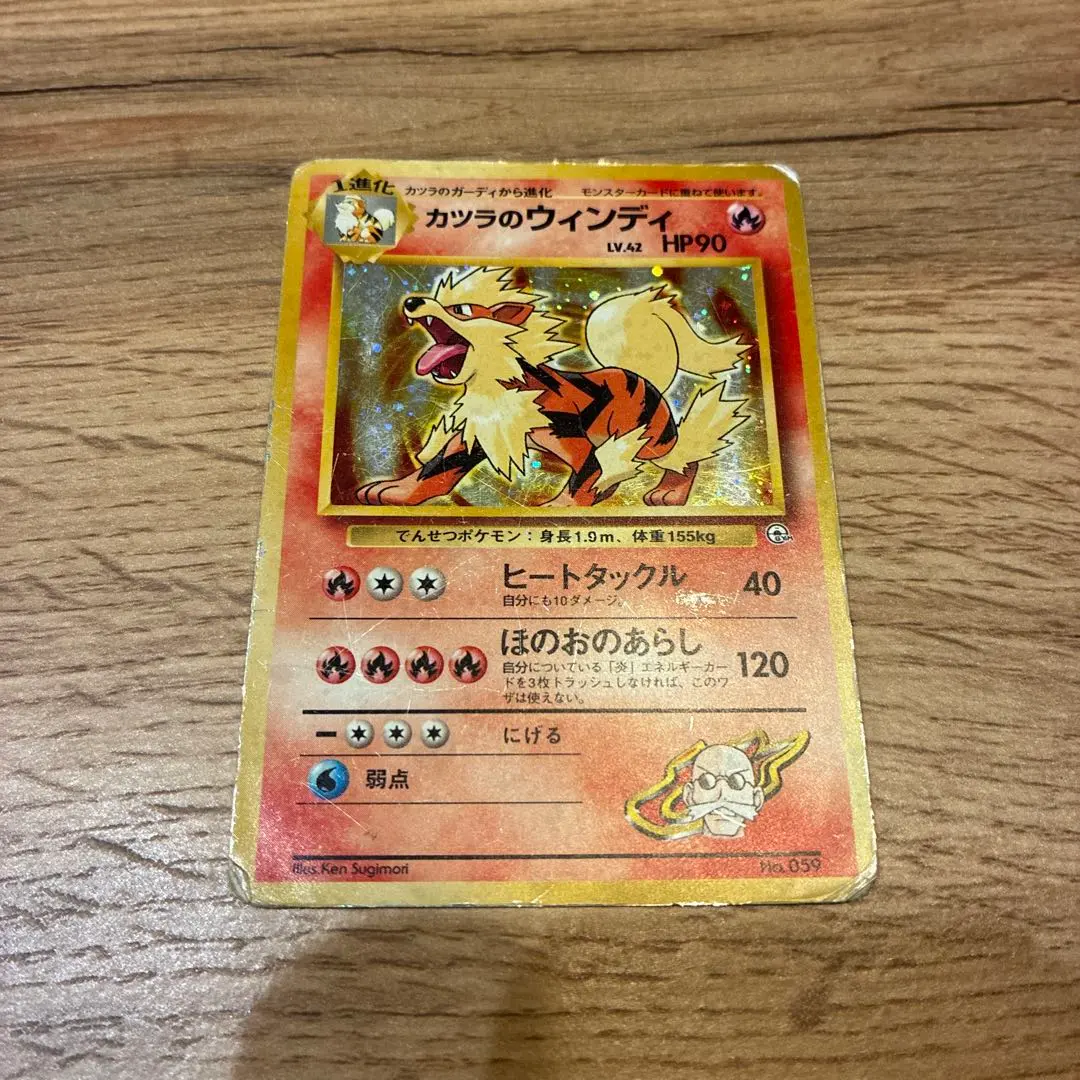 1進化 カツラのガーディから進化 モンスターカードに重ねて使います。
カツラのウィンディ
LV.42 HP90
でんせつポケモン：身長1.9m、体重155kg
ヒートタックル 40
自分にも10ダメージ。
ほのおのあらし 120
自分についている「炎」エネルギーカー
ドを3枚トラッシュしなければ、このワ
ザは使えない。
にげる
弱点
Illus.Ken Sugimori No. 059